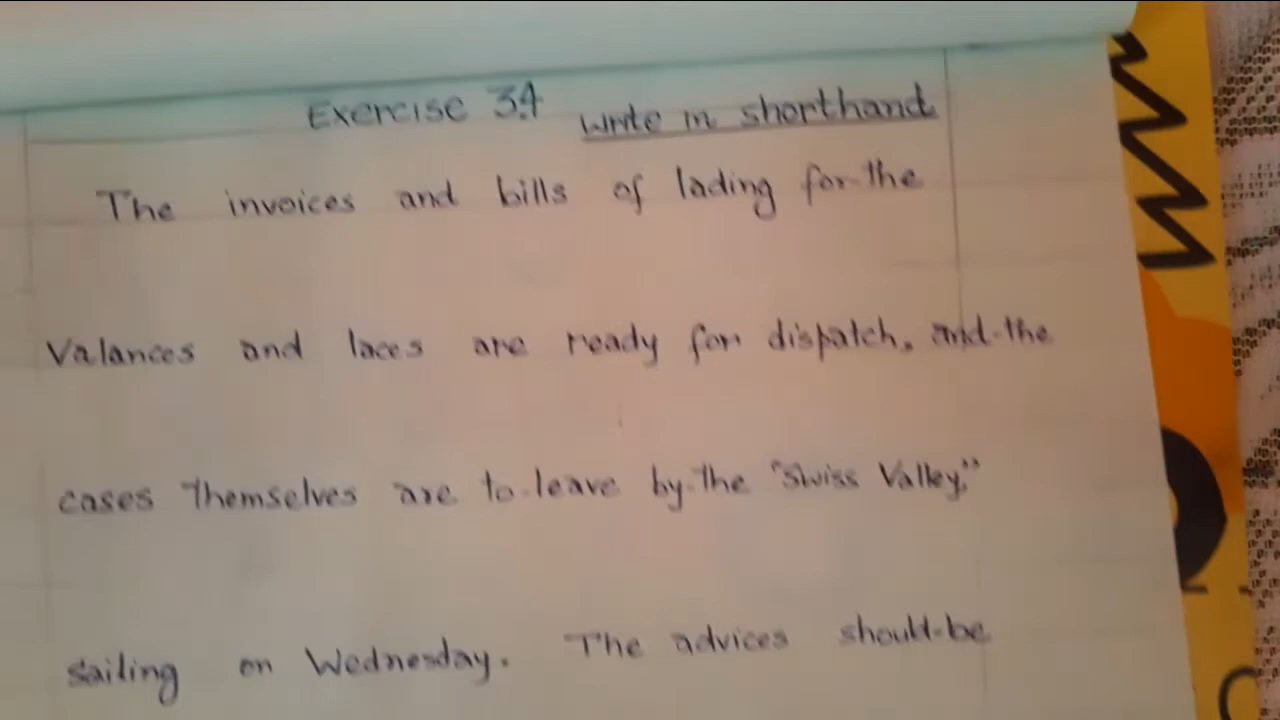 Exercise 34 Write in shorthand
The invoices and bills of lading for-the
Valances and laces are ready for dispatch, and-the
cases themselves are to-leave by-the "Swiss Valley,"
sailing on Wednesday. The advices should-be